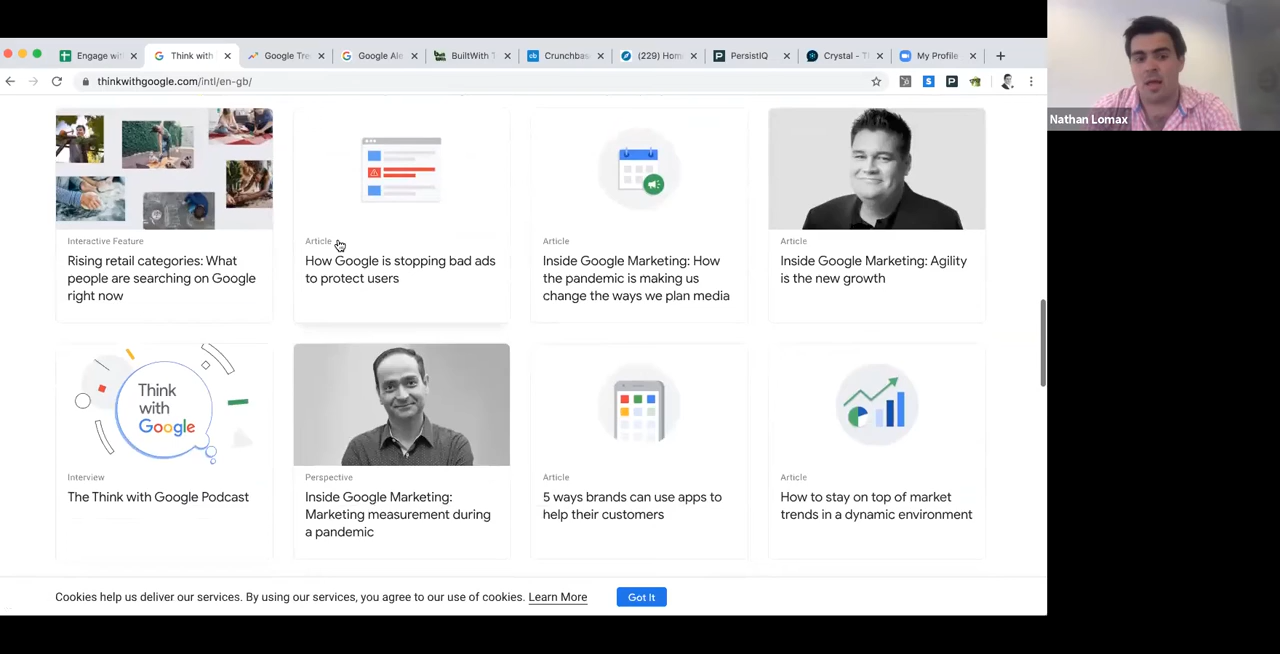 Engage wit
Think with
Google Tre
Google Ale
BuiltWith T
Crunchbas
(229) Hom
PersistIQ
Crystal - T
My Profile
thinkwithgoogle.com/intl/en-gb/
Nathan Lomax
Interactive Feature
Rising retail categories: What
people are searching on Google
right now
Article
How Google is stopping bad ads
to protect users
Article
Inside Google Marketing: How
the pandemic is making us
change the ways we plan media
Article
Inside Google Marketing: Agility
is the new growth
Think
with
Google
Interview
The Think with Google Podcast
Perspective
Inside Google Marketing:
Marketing measurement during
a pandemic
Article
5 ways brands can use apps to
help their customers
Article
How to stay on top of market
trends in a dynamic environment
Cookies help us deliver our services. By using our services, you agree to our use of cookies. Learn More
Got It